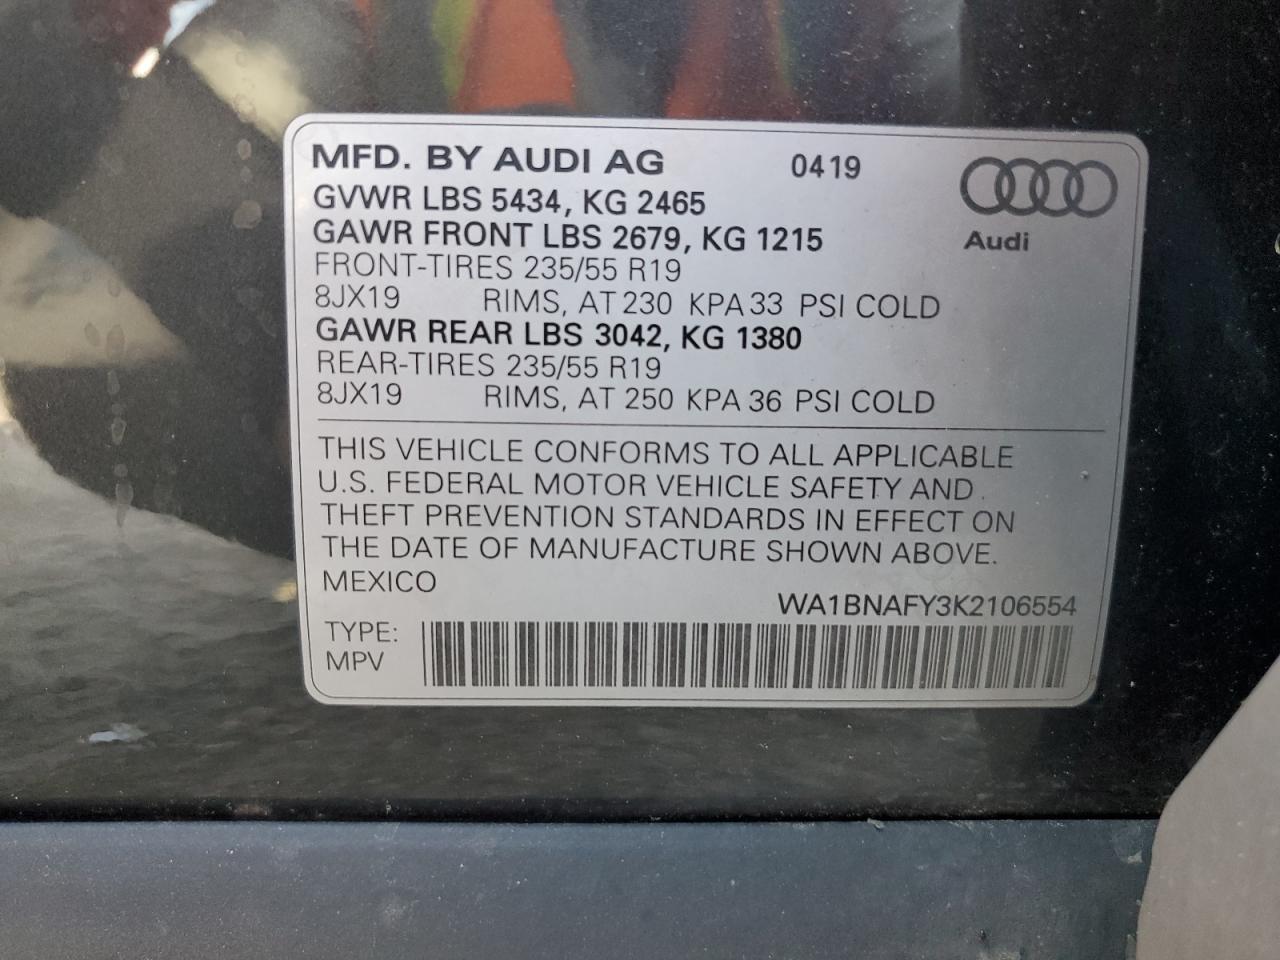 MFD. BY AUDI AG 0419
GVWR LBS 5434, KG 2465
GAWR FRONT LBS 2679, KG 1215
Audi
FRONT-TIRES 235/55 R19
8JX19 RIMS, AT 230 KPA 33 PSI COLD
GAWR REAR LBS 3042, KG 1380
REAR-TIRES 235/55 R19
8JX19 RIMS, AT 250 KPA 36 PSI COLD
THIS VEHICLE CONFORMS TO ALL APPLICABLE
U.S. FEDERAL MOTOR VEHICLE SAFETY AND
THEFT PREVENTION STANDARDS IN EFFECT ON
THE DATE OF MANUFACTURE SHOWN ABOVE.
MEXICO
WA1BNAFY3K2106554
TYPE:
MPV